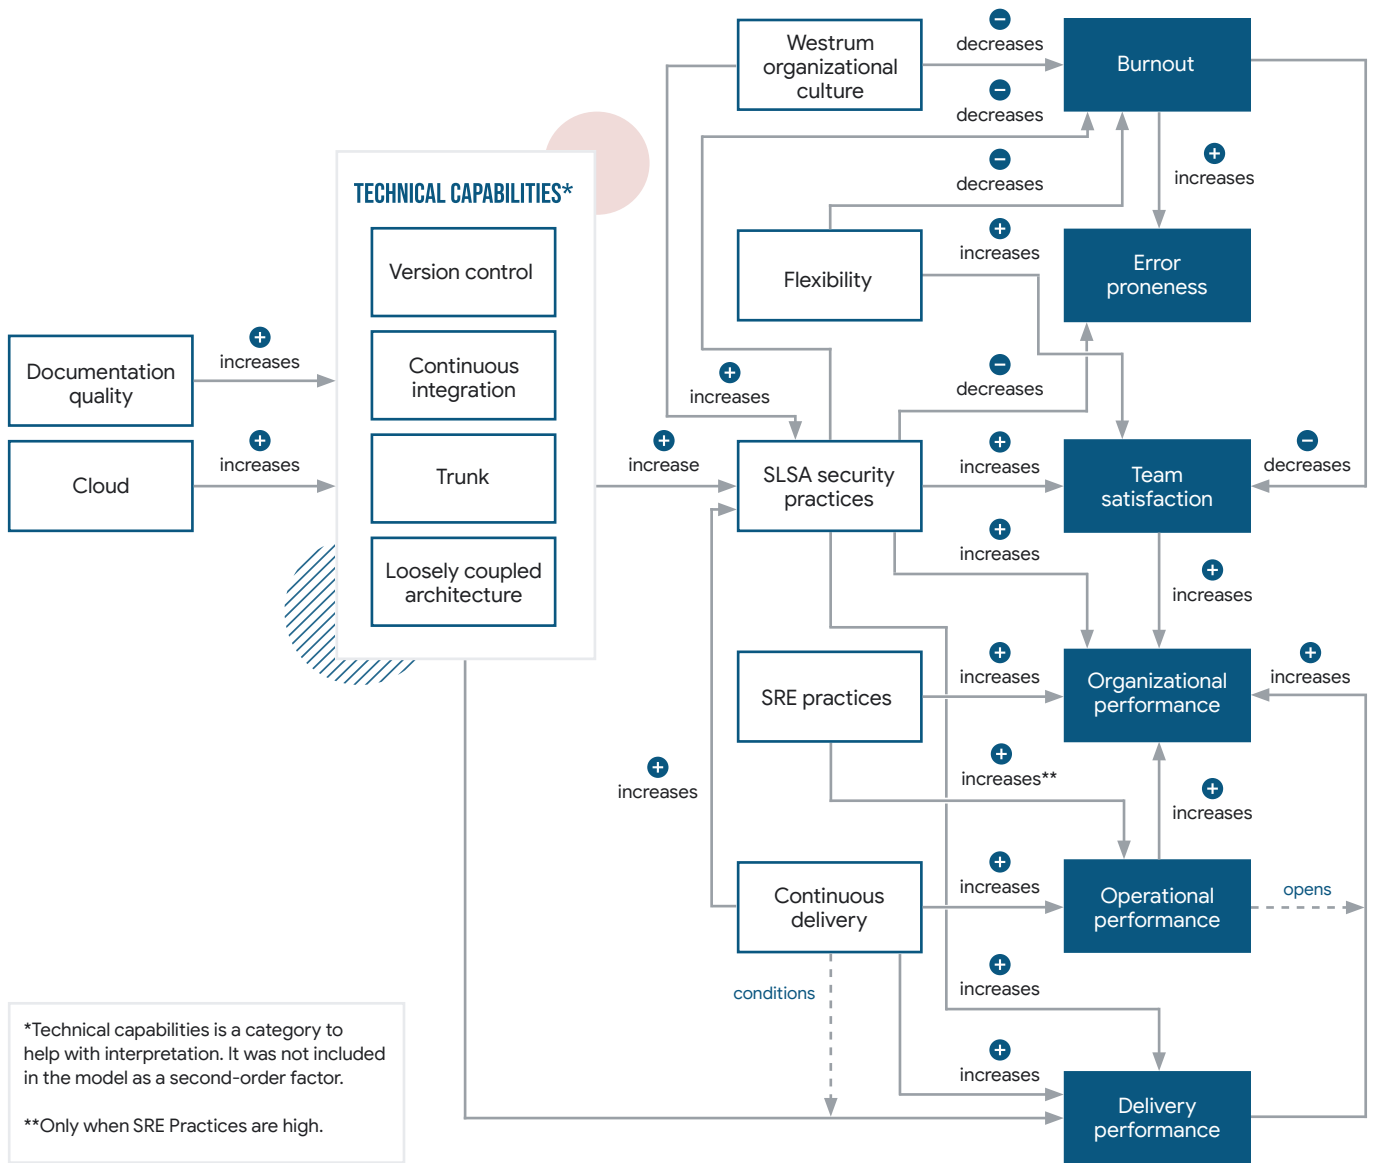 Westrum
organizational
culture
−
decreases
Burnout
−
decreases
−
decreases
+
increases
TECHNICAL CAPABILITIES*
Version control
Continuous
integration
Trunk
Loosely coupled
architecture
Flexibility
+
increases
Error
proneness
Documentation
quality
+
increases
Cloud
+
increases
+
increases
−
decreases
+
increase
SLSA security
practices
+
increases
Team
satisfaction
−
decreases
+
increases
+
increases
SRE practices
+
increases
Organizational
performance
+
increases
+
increases**
+
increases
+
increases
Continuous
delivery
+
increases
Operational
performance
opens
conditions
+
increases
+
increases
Delivery
performance
*Technical capabilities is a category to
help with interpretation. It was not included
in the model as a second-order factor.
**Only when SRE Practices are high.